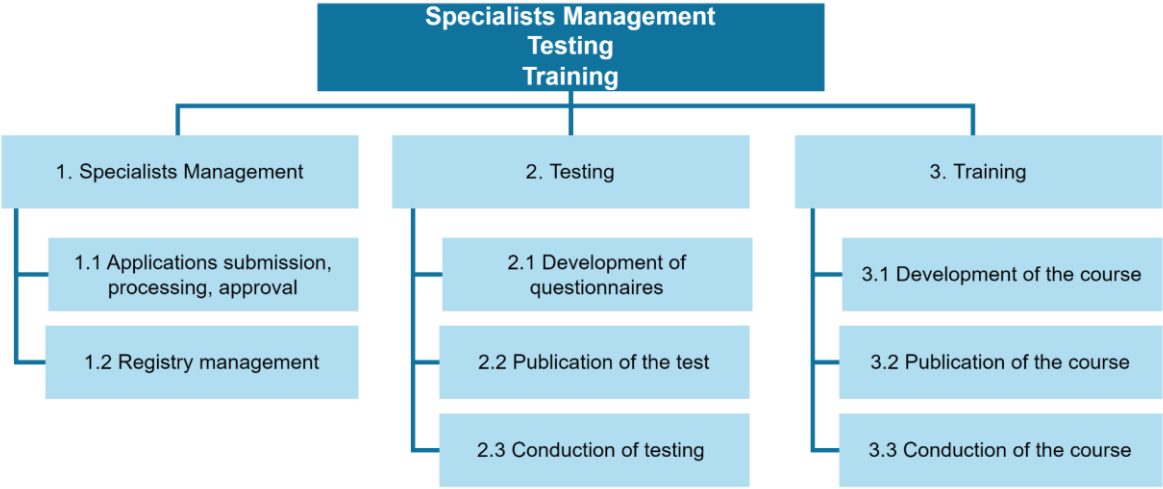 Specialists Management
Testing
Training
1. Specialists Management
1.1 Applications submission,
processing, approval
1.2 Registry management
2. Testing
2.1 Development of
questionnaires
2.2 Publication of the test
2.3 Conduction of testing
3. Training
3.1 Development of the course
3.2 Publication of the course
3.3 Conduction of the course